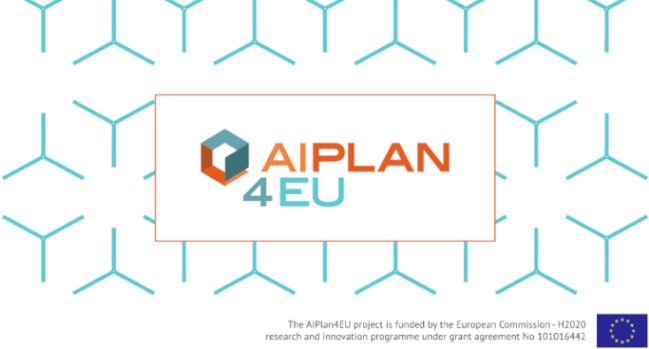 AIPLAN
4EU
The AIPlan4EU project is funded by the European Commission - H2020
research and innovation programme under grant agreement No 101016442